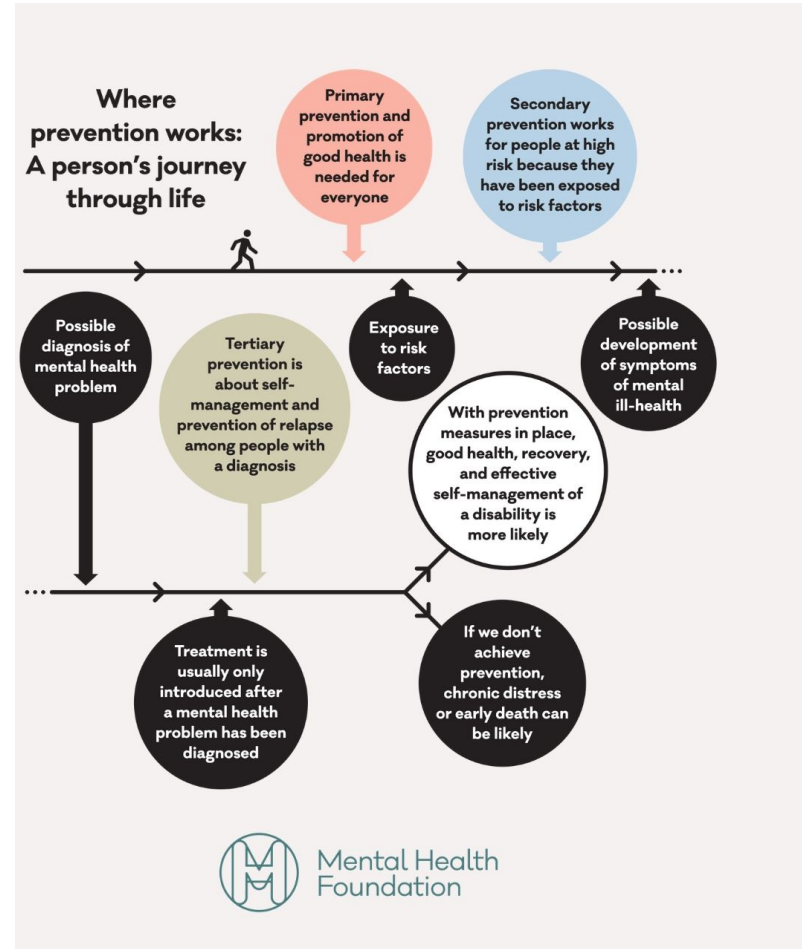 Where
prevention works:
A person's journey
through life
Primary
prevention and
promotion of
good health is
needed for
everyone
Secondary
prevention works
for people at high
risk because they
have been exposed
to risk factors
Exposure
to risk
factors
Possible
development
of symptoms
of mental
ill-health
Possible
diagnosis of
mental health
problem
Tertiary
prevention is
about self-
management and
prevention of relapse
among people with
a diagnosis
Treatment is
usually only
introduced after
a mental health
problem has been
diagnosed
With prevention
measures in place,
good health, recovery,
and effective
self-management of
a disability is
more likely
If we don't
achieve
prevention,
chronic distress
or early death can
be likely
Mental Health
Foundation